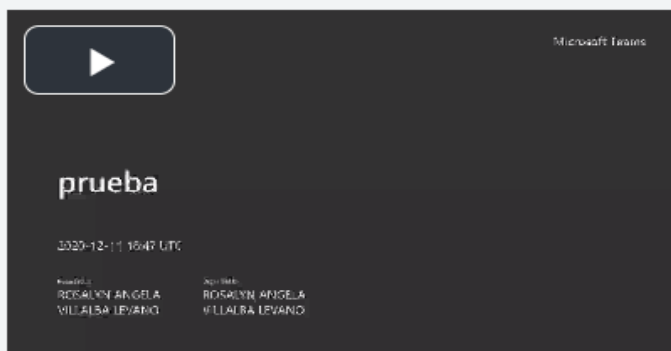 Microsoft Teams
prueba
2020-12-11 16:47 UTC
ROSALYN ANGELA
VILLALBA LEVANO
ROSALYN ANGELA
VILLALBA LEVANO